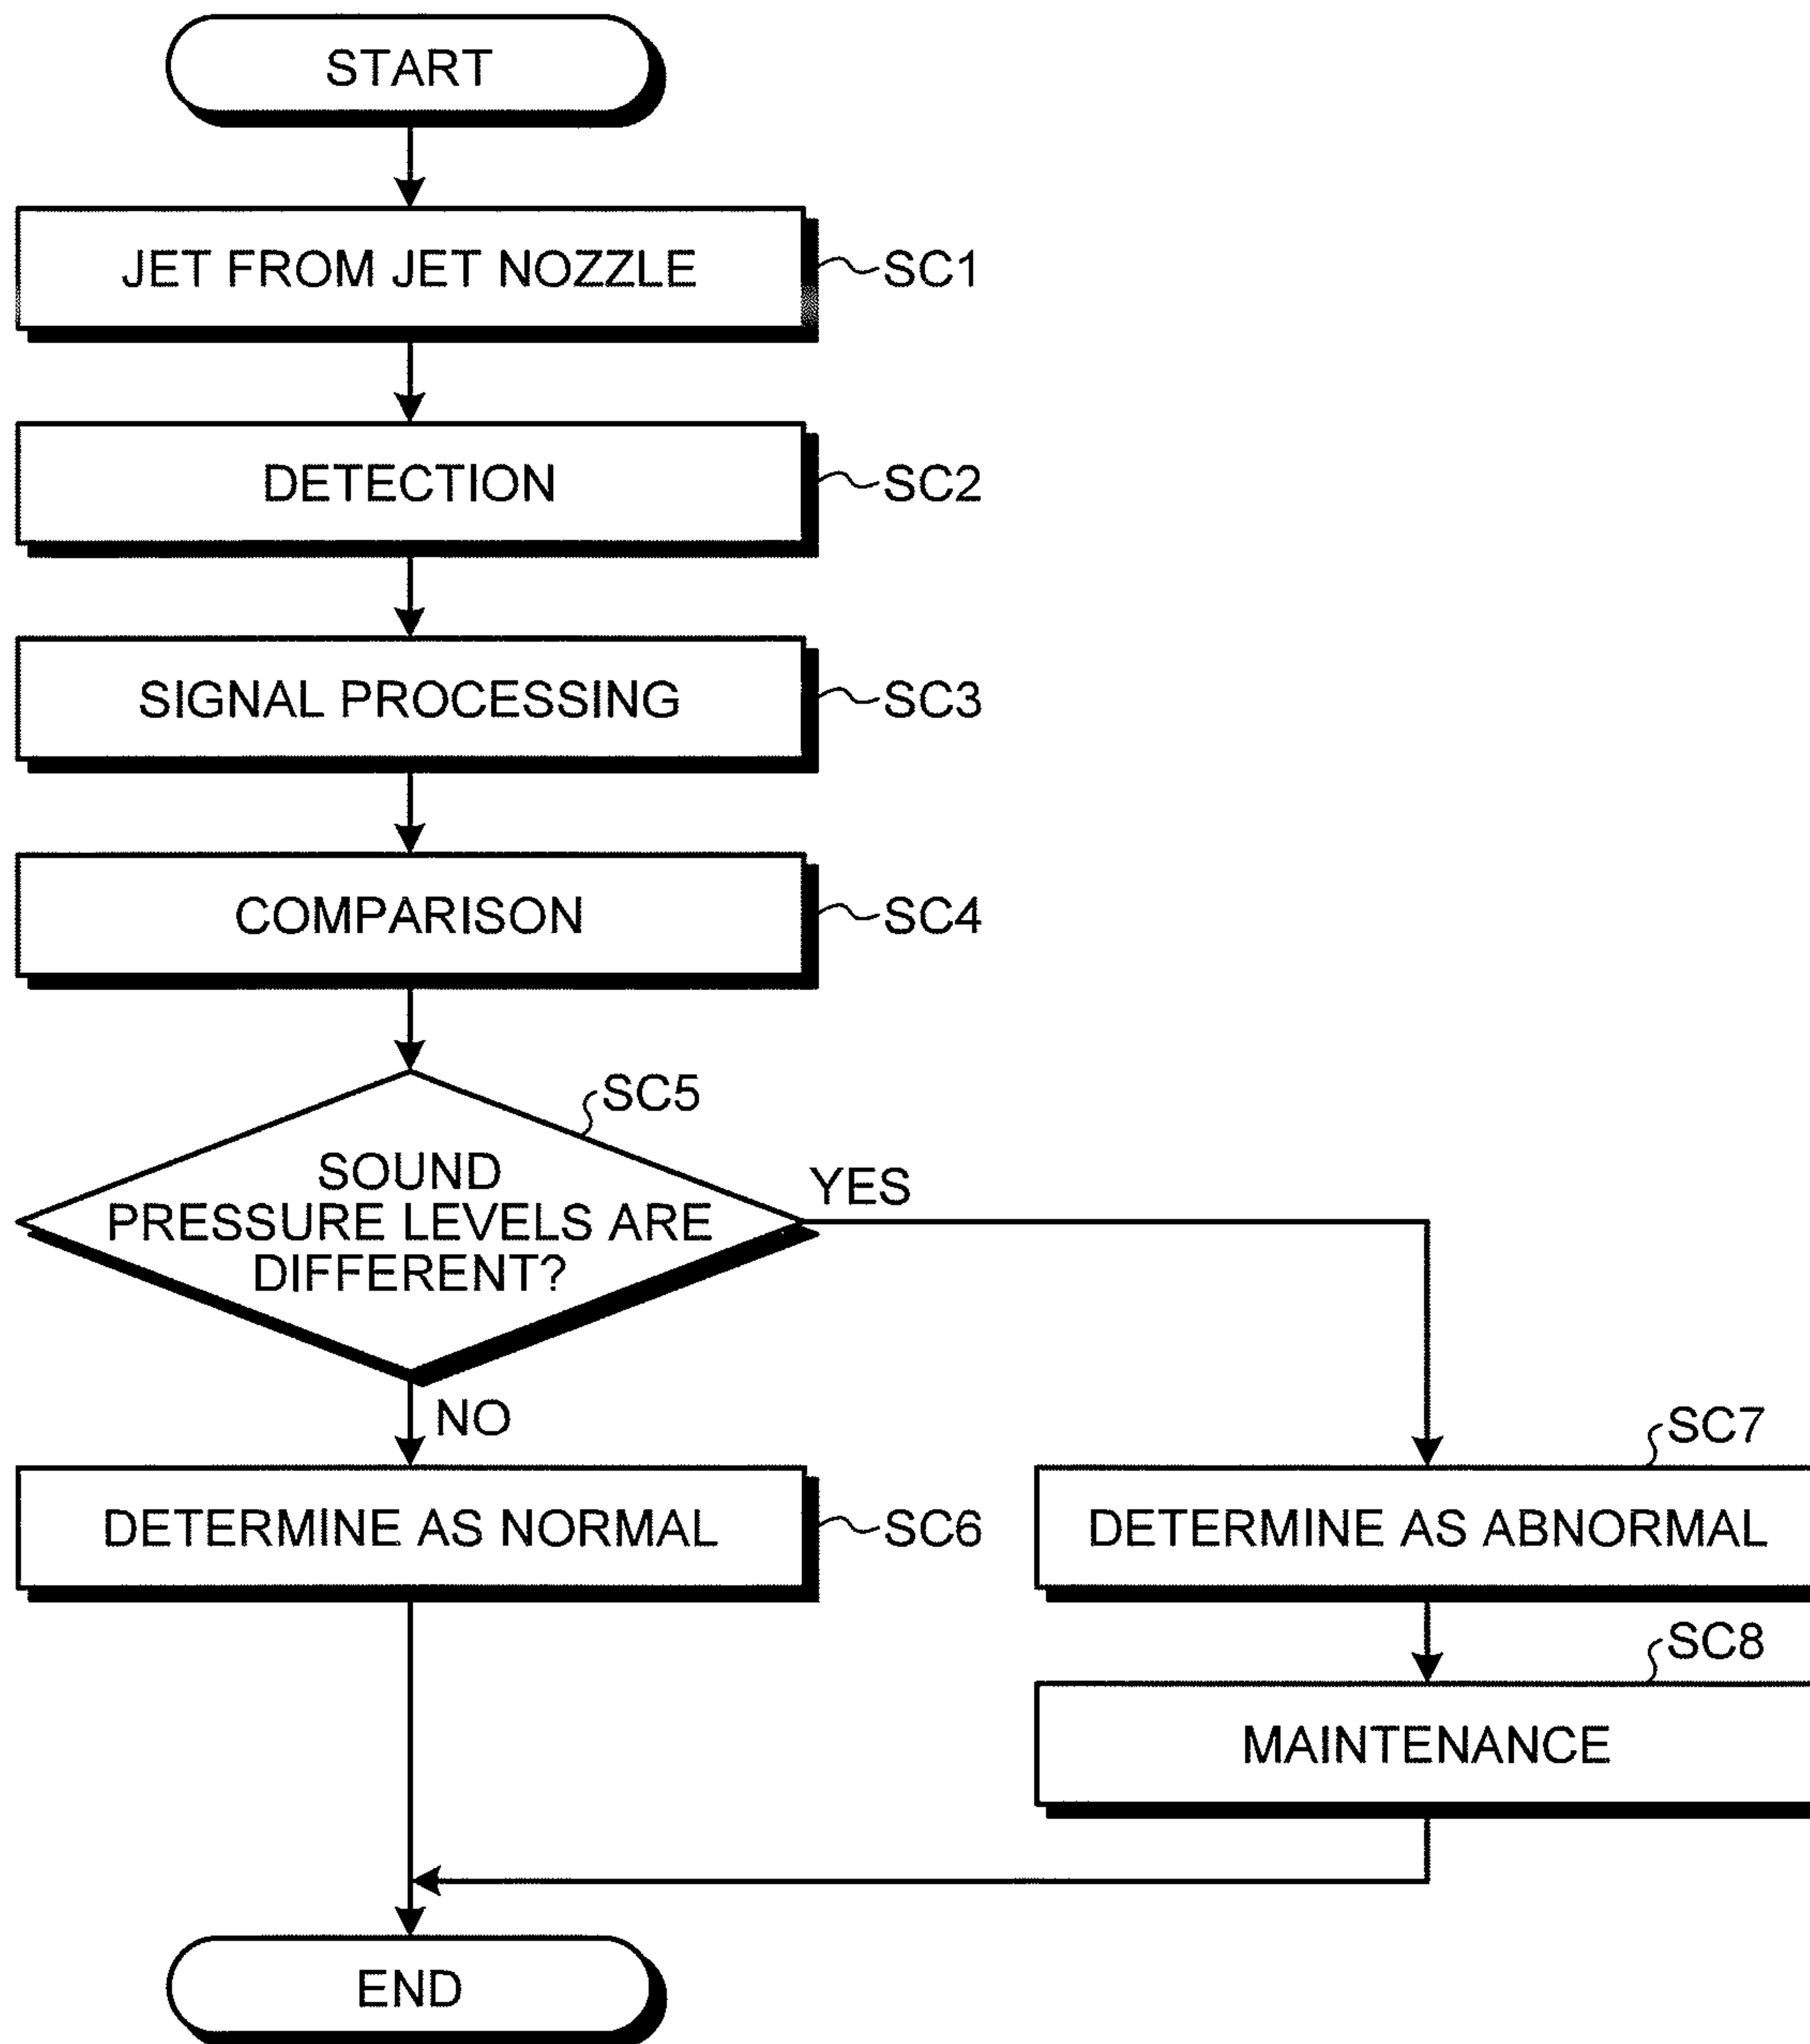 START
JET FROM JET NOZZLE
SC1
DETECTION
SC2
SIGNAL PROCESSING
SC3
COMPARISON
SC4
SC5
SOUND
PRESSURE LEVELS ARE
DIFFERENT?
YES
NO
DETERMINE AS NORMAL
SC6
SC7
DETERMINE AS ABNORMAL
SC8
MAINTENANCE
END